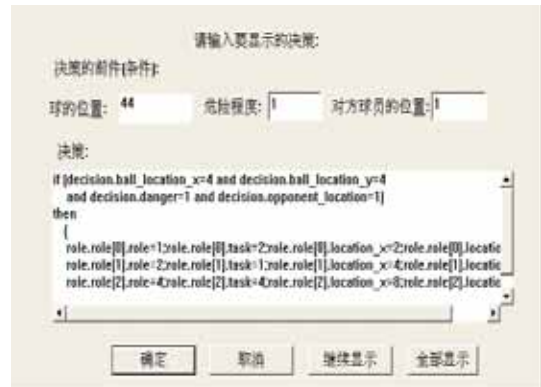 请输入要显示的决策:
决策的前件(条件):
球的位置: 44 危险程度: 1 对方球员的位置: 1
决策:
if (decision.ball_location_x=4 and decision.ball_location_y=4
and decision.danger=1 and decision.opponent_location=1)
then
{
role.role[0].role=1;role.role[0].task=2;role.role[0].location_x=2;role.role[0].locatic
role.role[1].role=2;role.role[1].task=1;role.role[1].location_x=4;role.role[1].locatic
role.role[2].role=4;role.role[2].task=4;role.role[2].location_x=8;role.role[2].locatic
确定 取消 继续显示 全部显示